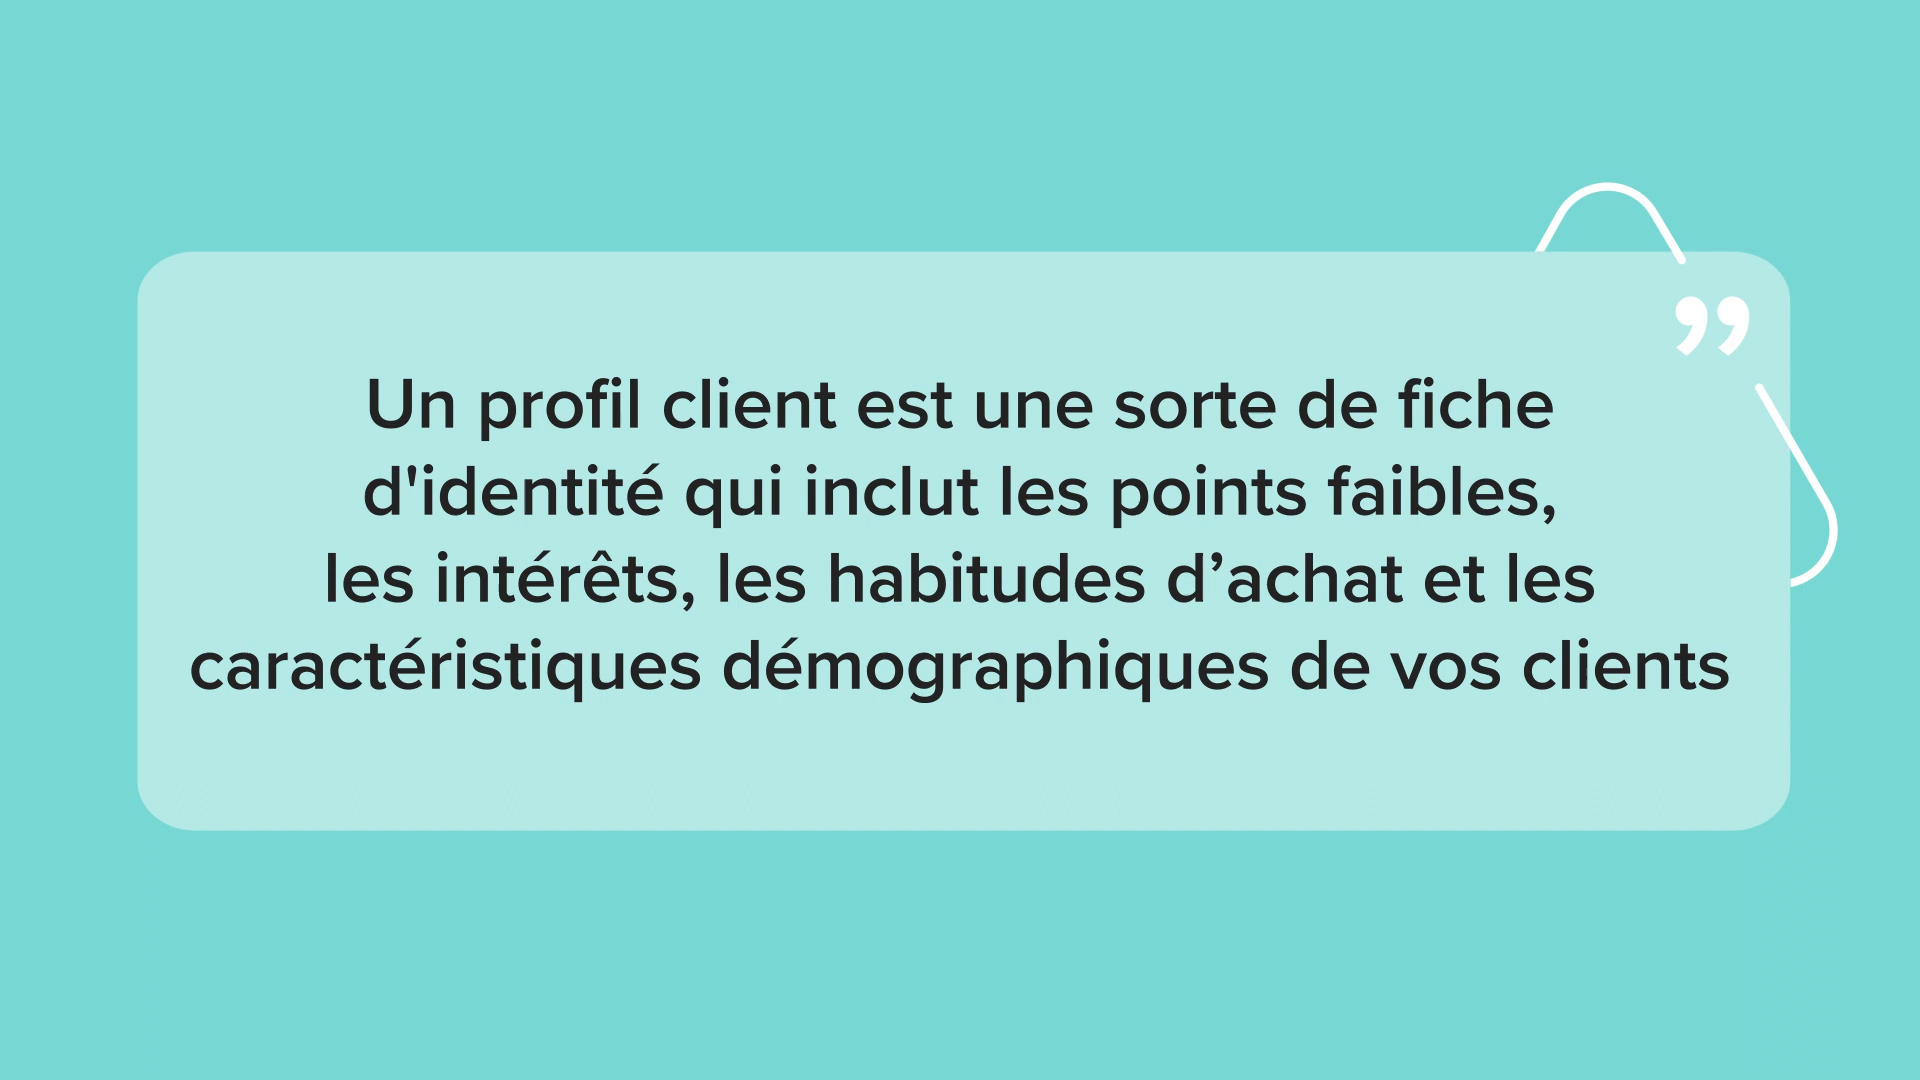 ”
Un profil client est une sorte de fiche
d'identité qui inclut les points faibles,
les intérêts, les habitudes d’achat et les
caractéristiques démographiques de vos clients